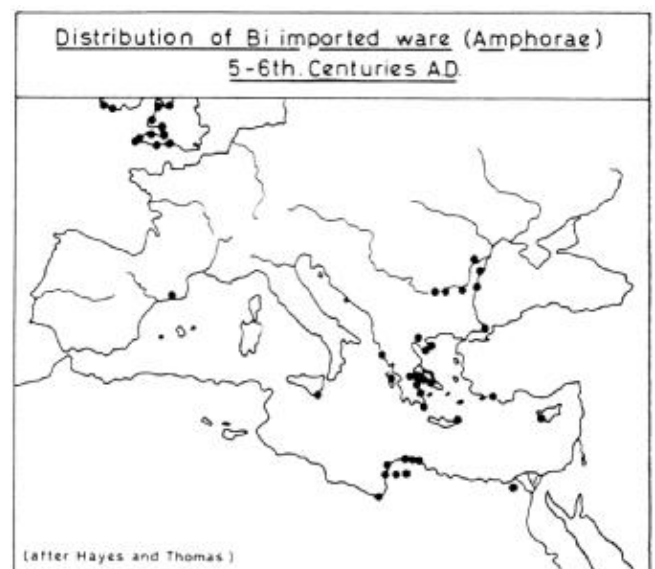 Distribution of Bi imported ware (Amphorae)
5-6th. Centuries A.D.
(after Hayes and Thomas)